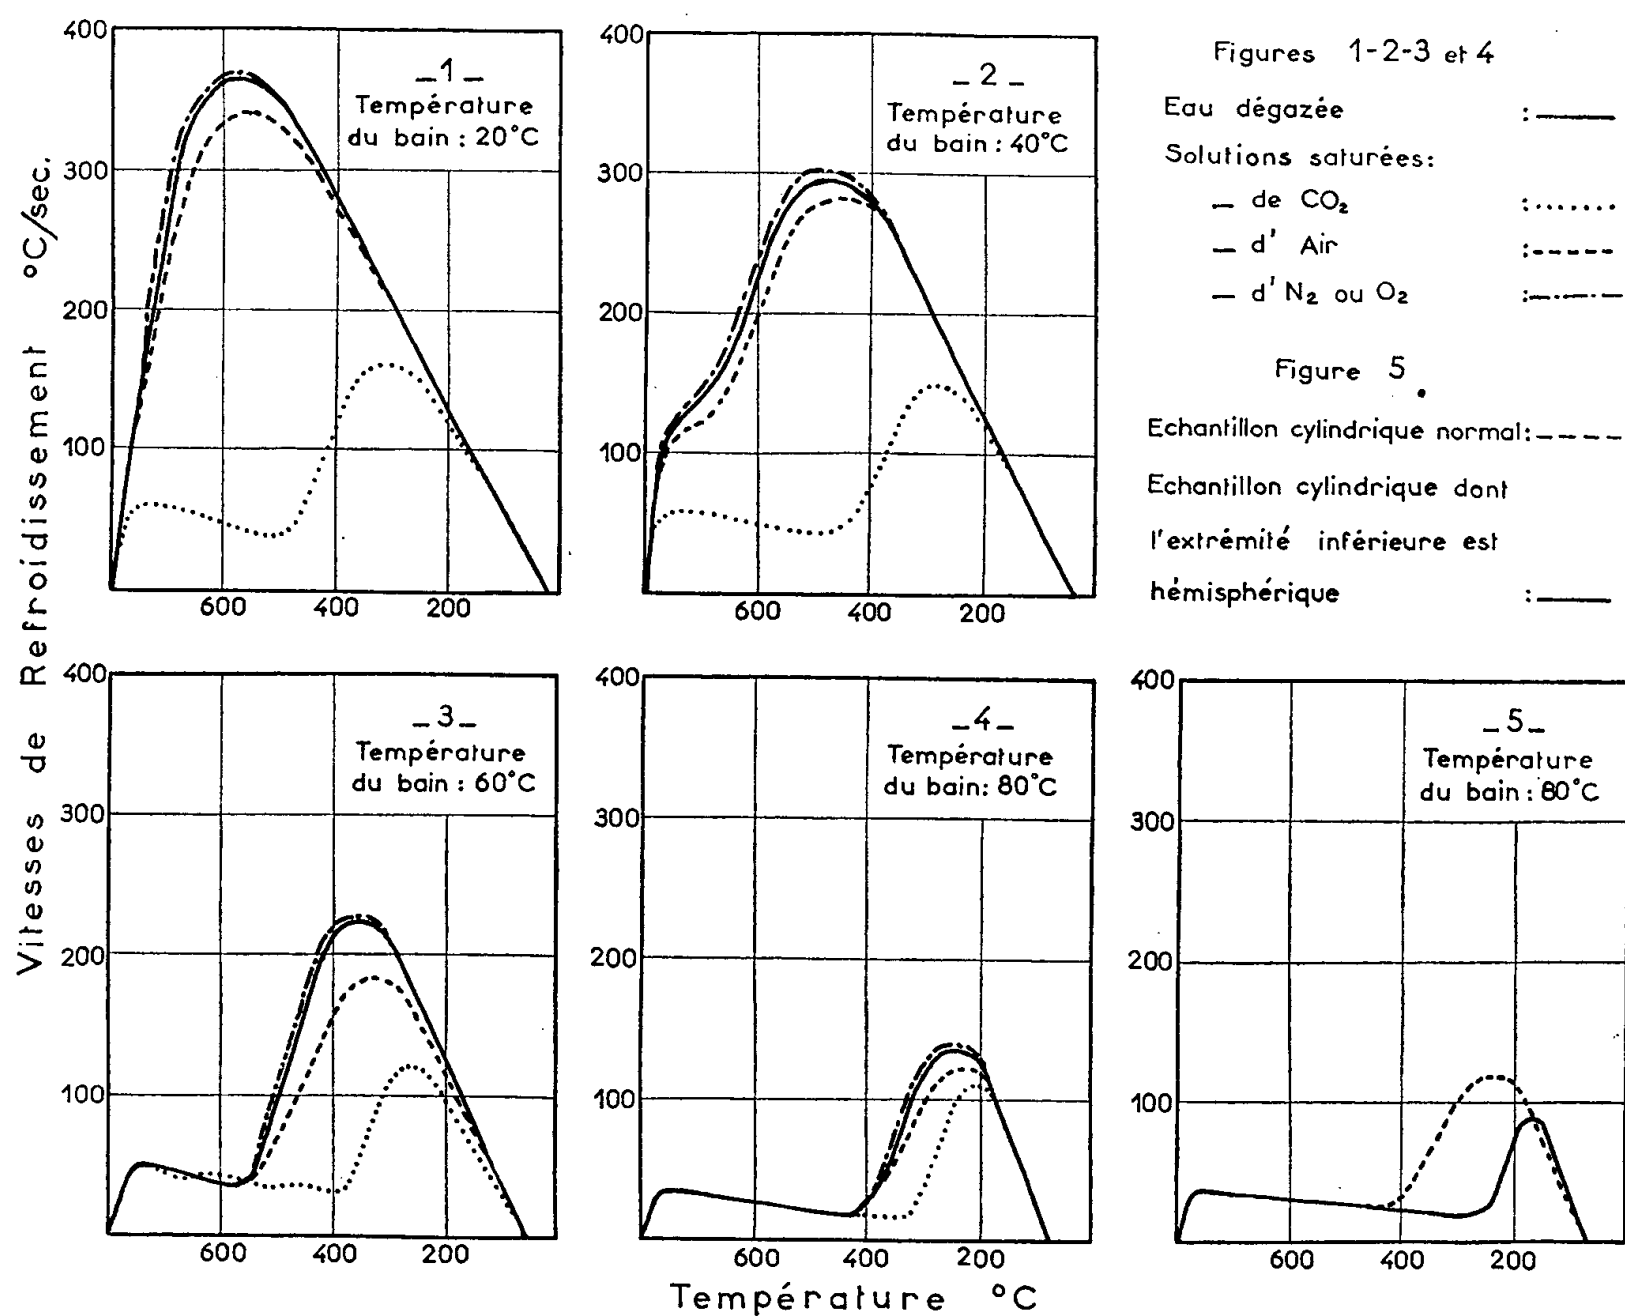 Vitesses de Refroidissement °C/sec.
400
300
200
100
600 400 200
_1_
Température
du bain : 20°C
400
300
200
100
600 400 200
_2_
Température
du bain : 40°C
Figures 1-2-3 et 4
Eau dégazée :
Solutions saturées:
— de CO₂ :
— d' Air :
— d' N₂ ou O₂ :
Figure 5
Echantillon cylindrique normal:
Echantillon cylindrique dont
l'extrémité inférieure est
hémisphérique :
400
300
200
100
600 400 200
_3_
Température
du bain : 60°C
400
300
200
100
600 400 200
_4_
Température
du bain: 80°C
400
300
200
100
600 400 200
_5_
Température
du bain : 80°C
Température °C